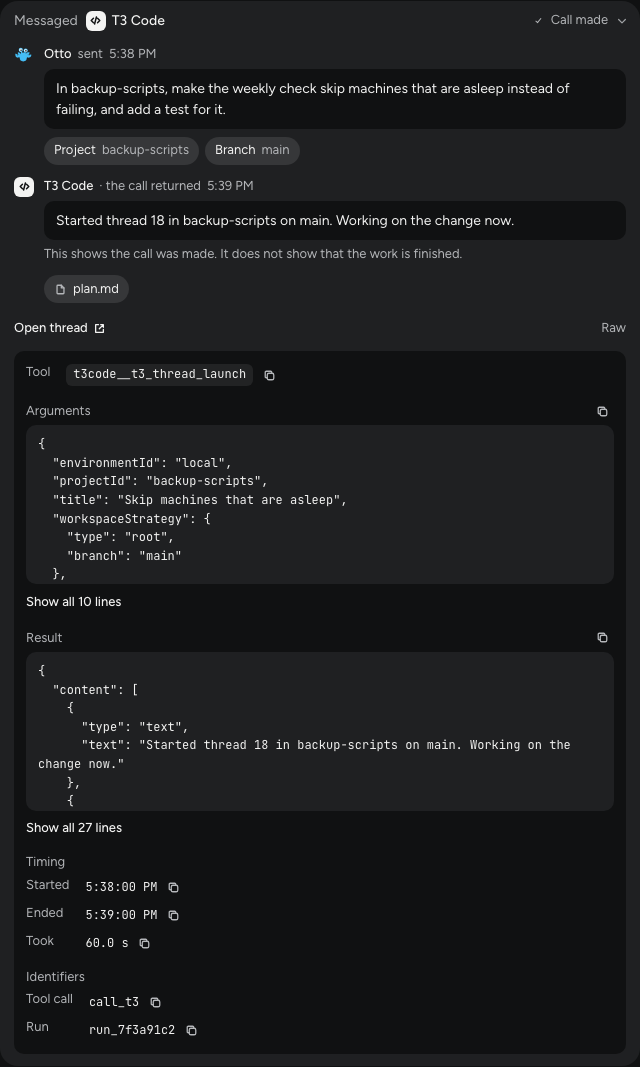 Messaged T3 Code Call made
Otto sent 5:38 PM
In backup-scripts, make the weekly check skip machines that are asleep instead of
failing, and add a test for it.
Project backup-scripts Branch main
T3 Code · the call returned 5:39 PM
Started thread 18 in backup-scripts on main. Working on the change now.
This shows the call was made. It does not show that the work is finished.
plan.md
Open thread Raw
Tool t3code__t3_thread_launch
Arguments
{
"environmentId": "local",
"projectId": "backup-scripts",
"title": "Skip machines that are asleep",
"workspaceStrategy": {
"type": "root",
"branch": "main"
},
Show all 10 lines
Result
{
"content": [
{
"type": "text",
"text": "Started thread 18 in backup-scripts on main. Working on the
change now."
},
{
Show all 27 lines
Timing
Started 5:38:00 PM
Ended 5:39:00 PM
Took 60.0 s
Identifiers
Tool call call_t3
Run run_7f3a91c2